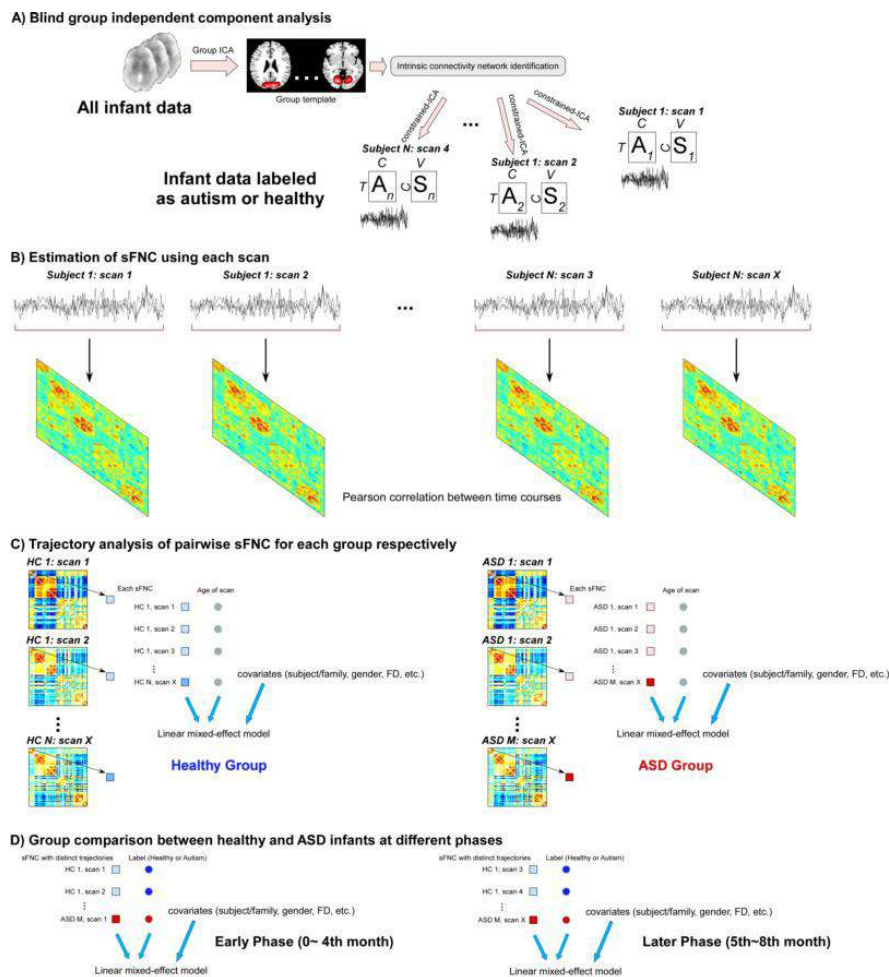 A) Blind group independent component analysis
Group ICA
Group template
Intrinsic connectivity network identification
All infant data
constrained-ICA
constrained-ICA
constrained-ICA
...
Subject 1: scan 1
C V
T A1 C S1
Subject N: scan 4
C V
T An C Sn
Subject 1: scan 2
C V
T A2 C S2
Infant data labeled
as autism or healthy
B) Estimation of sFNC using each scan
Subject 1: scan 1 Subject 1: scan 2 Subject N: scan 3 Subject N: scan X
...
Pearson correlation between time courses
C) Trajectory analysis of pairwise sFNC for each group respectively
HC 1: scan 1
Each sFNC Age of scan
HC 1, scan 1
HC 1, scan 2
HC 1: scan 2
HC 1, scan 3
HC N, scan X
covariates (subject/family, gender, FD, etc.)
Linear mixed-effect model
HC N: scan X
Healthy Group
ASD 1: scan 1
Each sFNC Age of scan
ASD 1, scan 1
ASD 1, scan 2
ASD 1: scan 2
ASD 1, scan 3
ASD M, scan X
covariates (subject/family, gender, FD, etc.)
Linear mixed-effect model
ASD M: scan X
ASD Group
D) Group comparison between healthy and ASD infants at different phases
sFNC with distinct trajectories Label (Healthy or Autism)
HC 1, scan 1
HC 1, scan 2
ASD M, scan 1
covariates (subject/family, gender, FD, etc.)
Early Phase (0~ 4th month)
Linear mixed-effect model
sFNC with distinct trajectories Label (Healthy or Autism)
HC 1, scan 3
HC 1, scan 4
ASD M, scan X
covariates (subject/family, gender, FD, etc.)
Later Phase (5th~8th month)
Linear mixed-effect model